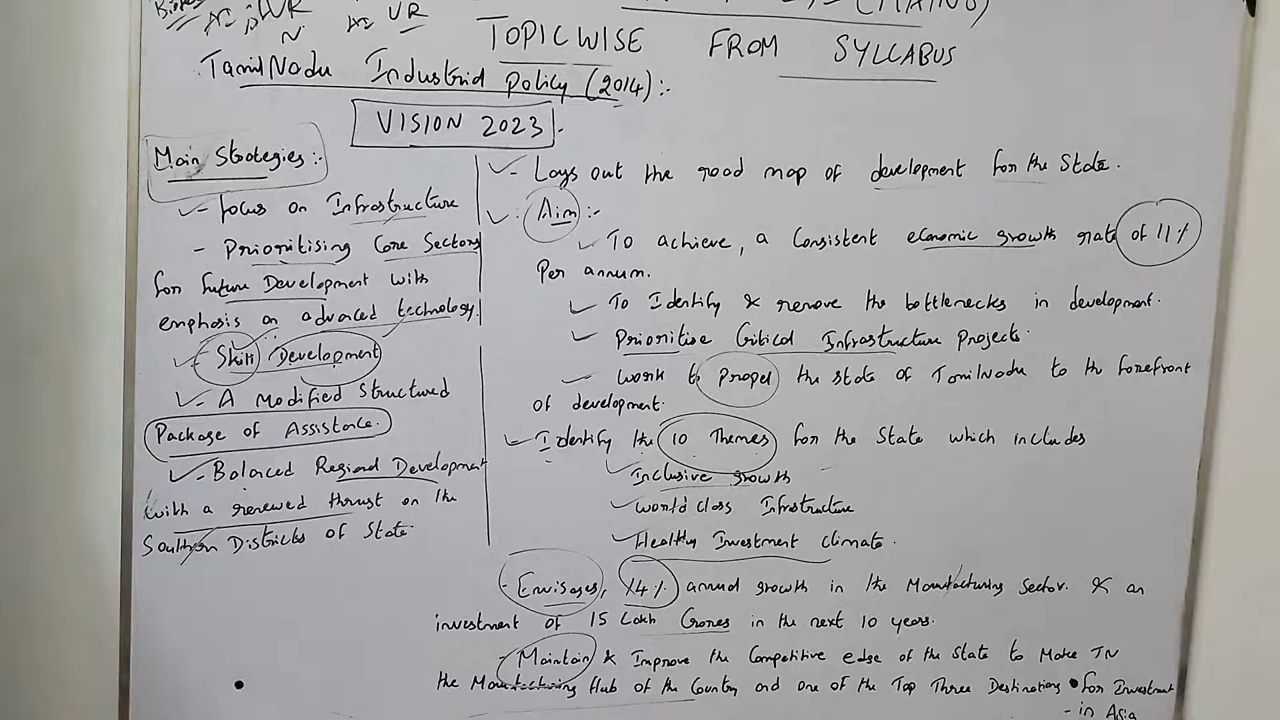 (MAINS)
TOPICWISE FROM SYLLABUS
TamilNadu Industrial Policy (2014):-
VISION 2023.
Main Strategies:-
- focus on Infrastructure
- Prioritising Core Sectors
for future Development with
emphasis on advanced technology.
- Skill Development
- A Modified Structured
Package of Assistance.
- Balanced Regional Development
with a renewed thrust on the
Southern Districts of State
- Lays out the road map of development for the State.
Aim:-
To achieve, a Consistent economic growth rate of 11%
Per annum.
To Identify & remove the bottlenecks in development.
Prioritise Critical Infrastructure Projects.
Work to Propel the state of TamilNadu to the forefront
of development.
- Identify the 10 Themes for the State which includes
Inclusive growth
World class Infrastructure
Healthy Investment climate.
- Envisages, 14% annual growth in the Manufacturing Sector. & an
investment of 15 Lakh Crores in the next 10 years.
- Maintain & Improve the Competitive edge of the State to Make TN
the Manufacturing Hub of the Country and one of the Top Three Destinations for Investment
- in Asia